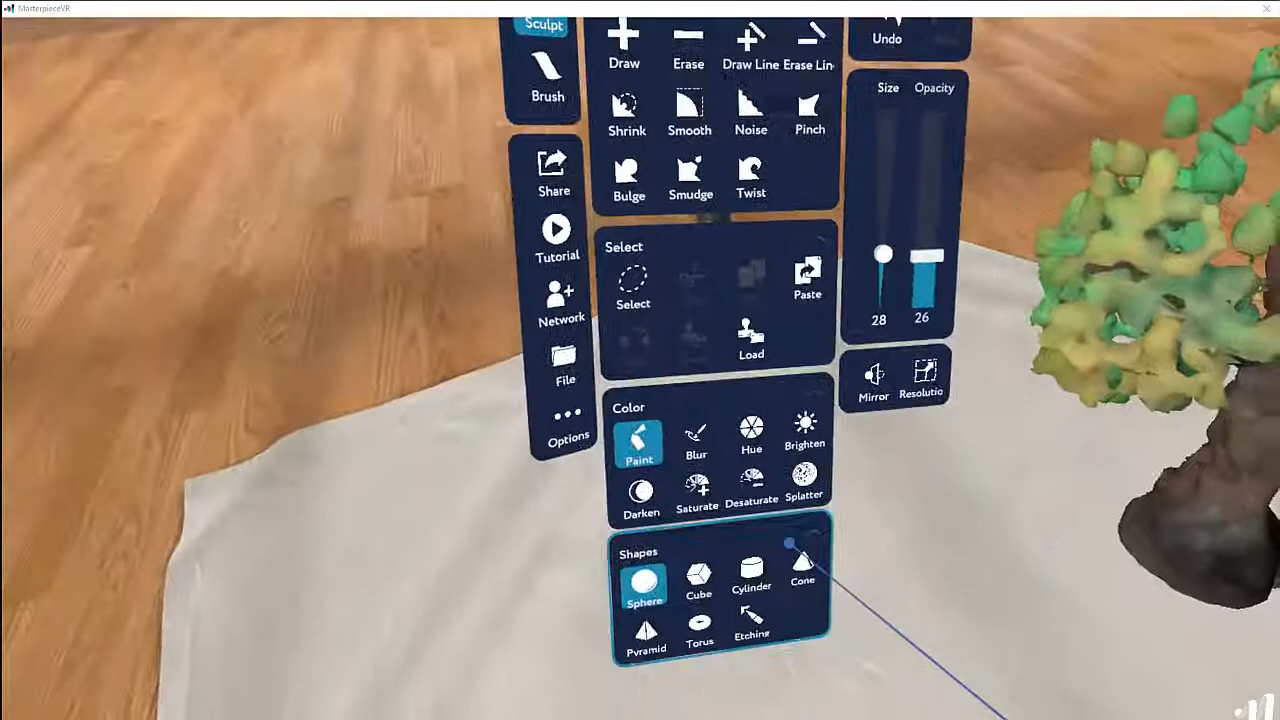 MasterpieceVR
Sculpt
Brush
Share
Tutorial
Network
File
Options
Draw Erase Draw Line Erase Lin
Shrink Smooth Noise Pinch
Bulge Smudge Twist
Select
Select Paste
Load
Color
Paint Blur Hue Brighten
Darken Saturate Desaturate Splatter
Shapes
Sphere Cube Cylinder Cone
Pyramid Torus Etching
Undo
Size Opacity
28 26
Mirror Resolutio